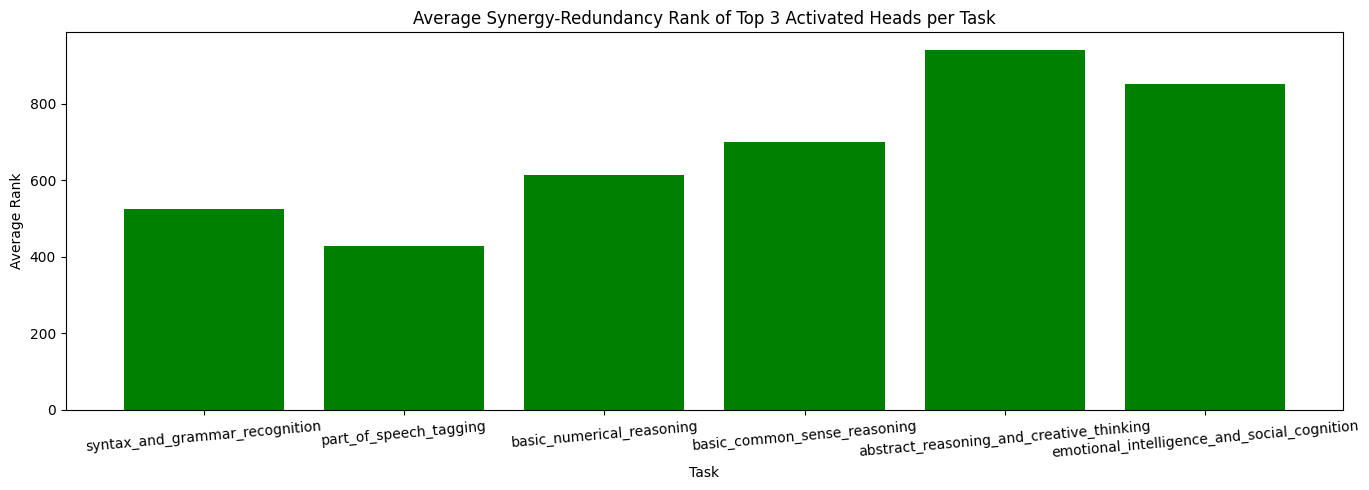 Average Synergy-Redundancy Rank of Top 3 Activated Heads per Task
Average Rank
800
600
400
200
0
syntax_and_grammar_recognition
part_of_speech_tagging
basic_numerical_reasoning
basic_common_sense_reasoning
abstract_reasoning_and_creative_thinking
emotional_intelligence_and_social_cognition
Task